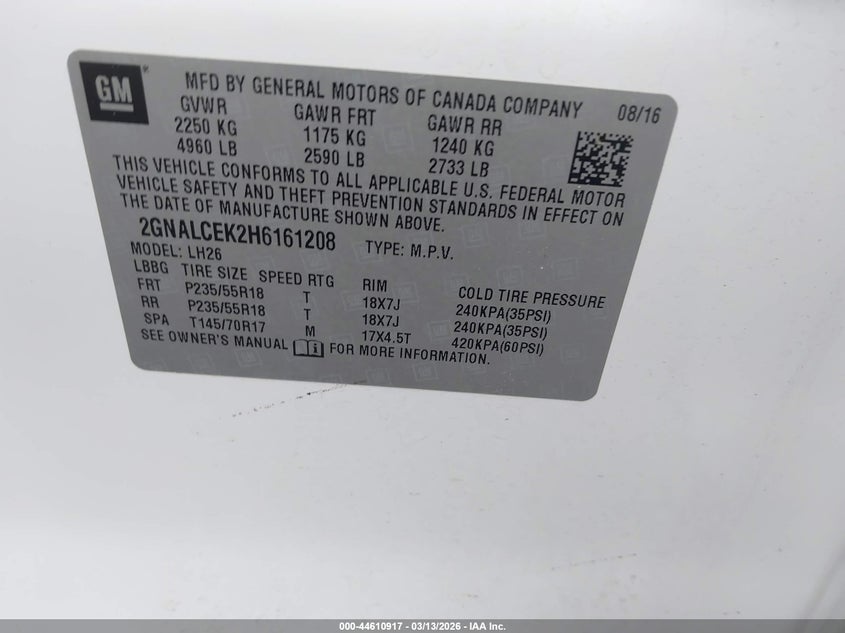 GM
MFD BY GENERAL MOTORS OF CANADA COMPANY 08/16
GVWR GAWR FRT GAWR RR
2250 KG 1175 KG 1240 KG
4960 LB 2590 LB 2733 LB
THIS VEHICLE CONFORMS TO ALL APPLICABLE U.S. FEDERAL MOTOR
VEHICLE SAFETY AND THEFT PREVENTION STANDARDS IN EFFECT ON
THE DATE OF MANUFACTURE SHOWN ABOVE.
2GNALCEK2H6161208 TYPE: M.P.V.
MODEL: LH26
LBBG TIRE SIZE SPEED RTG RIM COLD TIRE PRESSURE
FRT P235/55R18 T 18X7J 240KPA(35PSI)
RR P235/55R18 T 18X7J 240KPA(35PSI)
SPA T145/70R17 M 17X4.5T 420KPA(60PSI)
SEE OWNER'S MANUAL i FOR MORE INFORMATION.
000-44610917 - 03/13/2026 - IAA Inc.